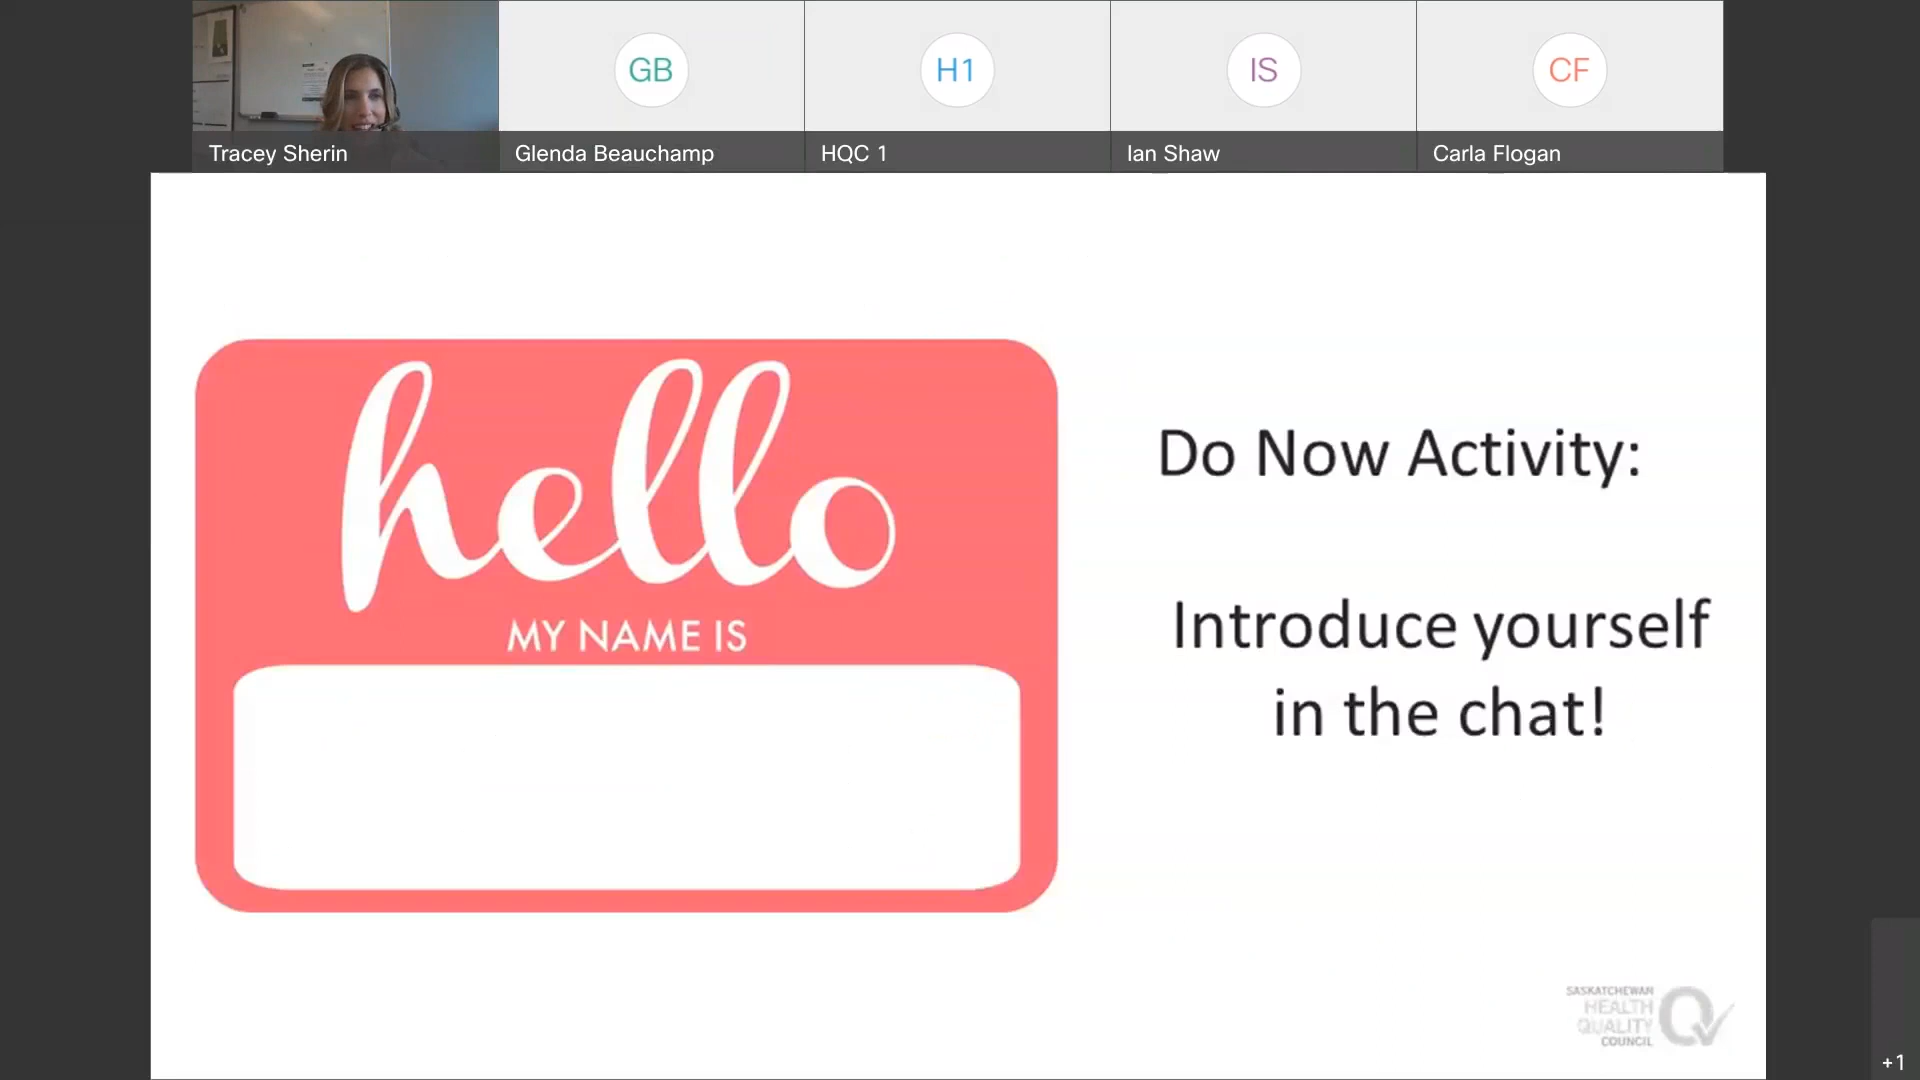 GB
H1
IS
CF
Tracey Sherin
Glenda Beauchamp
HQC 1
Ian Shaw
Carla Flogan
hello
MY NAME IS
Do Now Activity:
Introduce yourself
in the chat!
SASKATCHEWAN
HEALTH
QUALITY
COUNCIL
+1